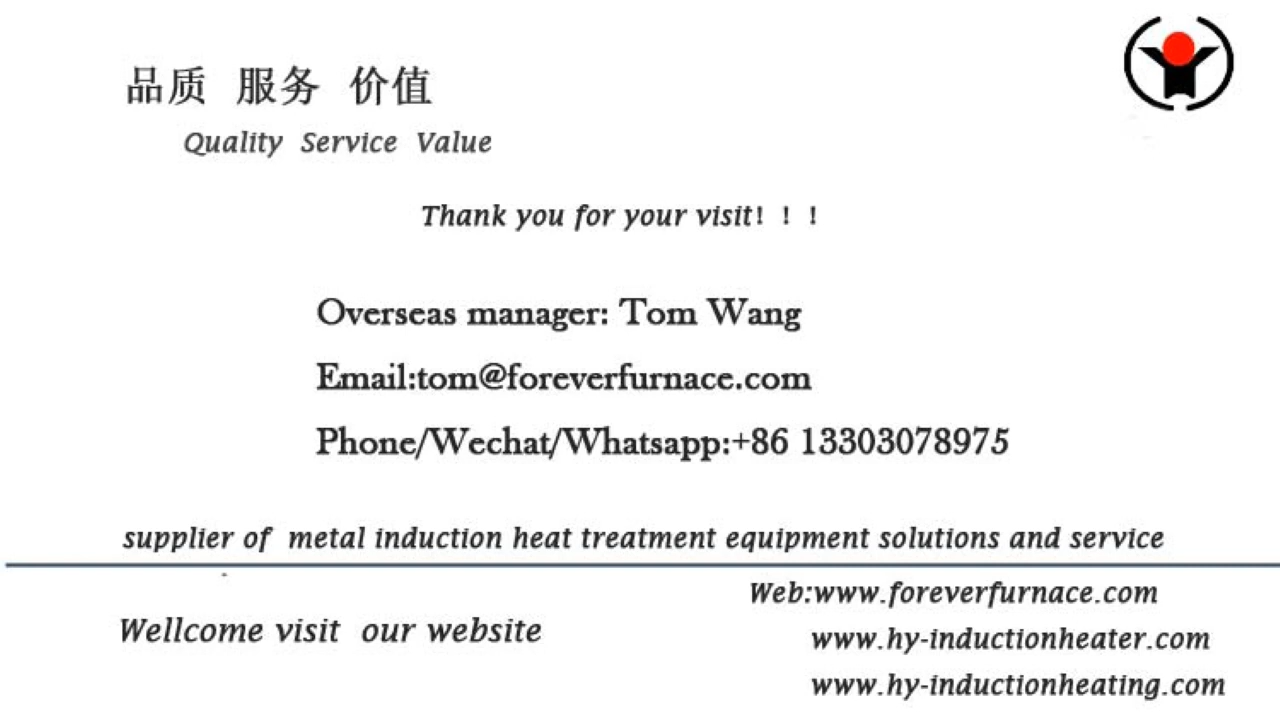 品质 服务 价值
Quality Service Value
Thank you for your visit！！！
Overseas manager: Tom Wang
Email:tom@foreverfurnace.com
Phone/Wechat/Whatsapp:+86 13303078975
supplier of metal induction heat treatment equipment solutions and service
Wellcome visit our website
Web:www.foreverfurnace.com
www.hy-inductionheater.com
www.hy-inductionheating.com